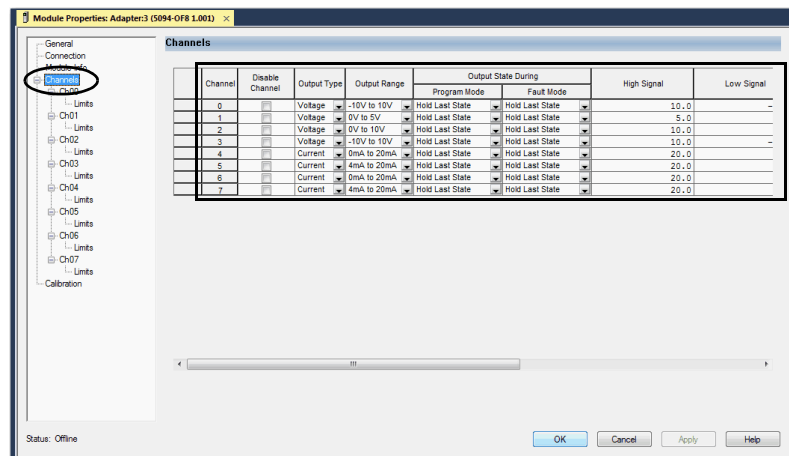 Module Properties: Adapter:3 (5094-OF8 1.001) ×
General
Connection
Module Info
Channels
Ch00
Limits
Ch01
Limits
Ch02
Limits
Ch03
Limits
Ch04
Limits
Ch05
Limits
Ch06
Limits
Ch07
Limits
Calibration
Channels
Channel Disable Channel Output Type Output Range Output State During High Signal Low Signal
Program Mode Fault Mode
0 Voltage -10V to 10V Hold Last State Hold Last State 10.0 -
1 Voltage 0V to 5V Hold Last State Hold Last State 5.0
2 Voltage 0V to 10V Hold Last State Hold Last State 10.0
3 Voltage -10V to 10V Hold Last State Hold Last State 10.0 -
4 Current 0mA to 20mA Hold Last State Hold Last State 20.0
5 Current 4mA to 20mA Hold Last State Hold Last State 20.0
6 Current 0mA to 20mA Hold Last State Hold Last State 20.0
7 Current 4mA to 20mA Hold Last State Hold Last State 20.0
Status: Offline
OK Cancel Apply Help